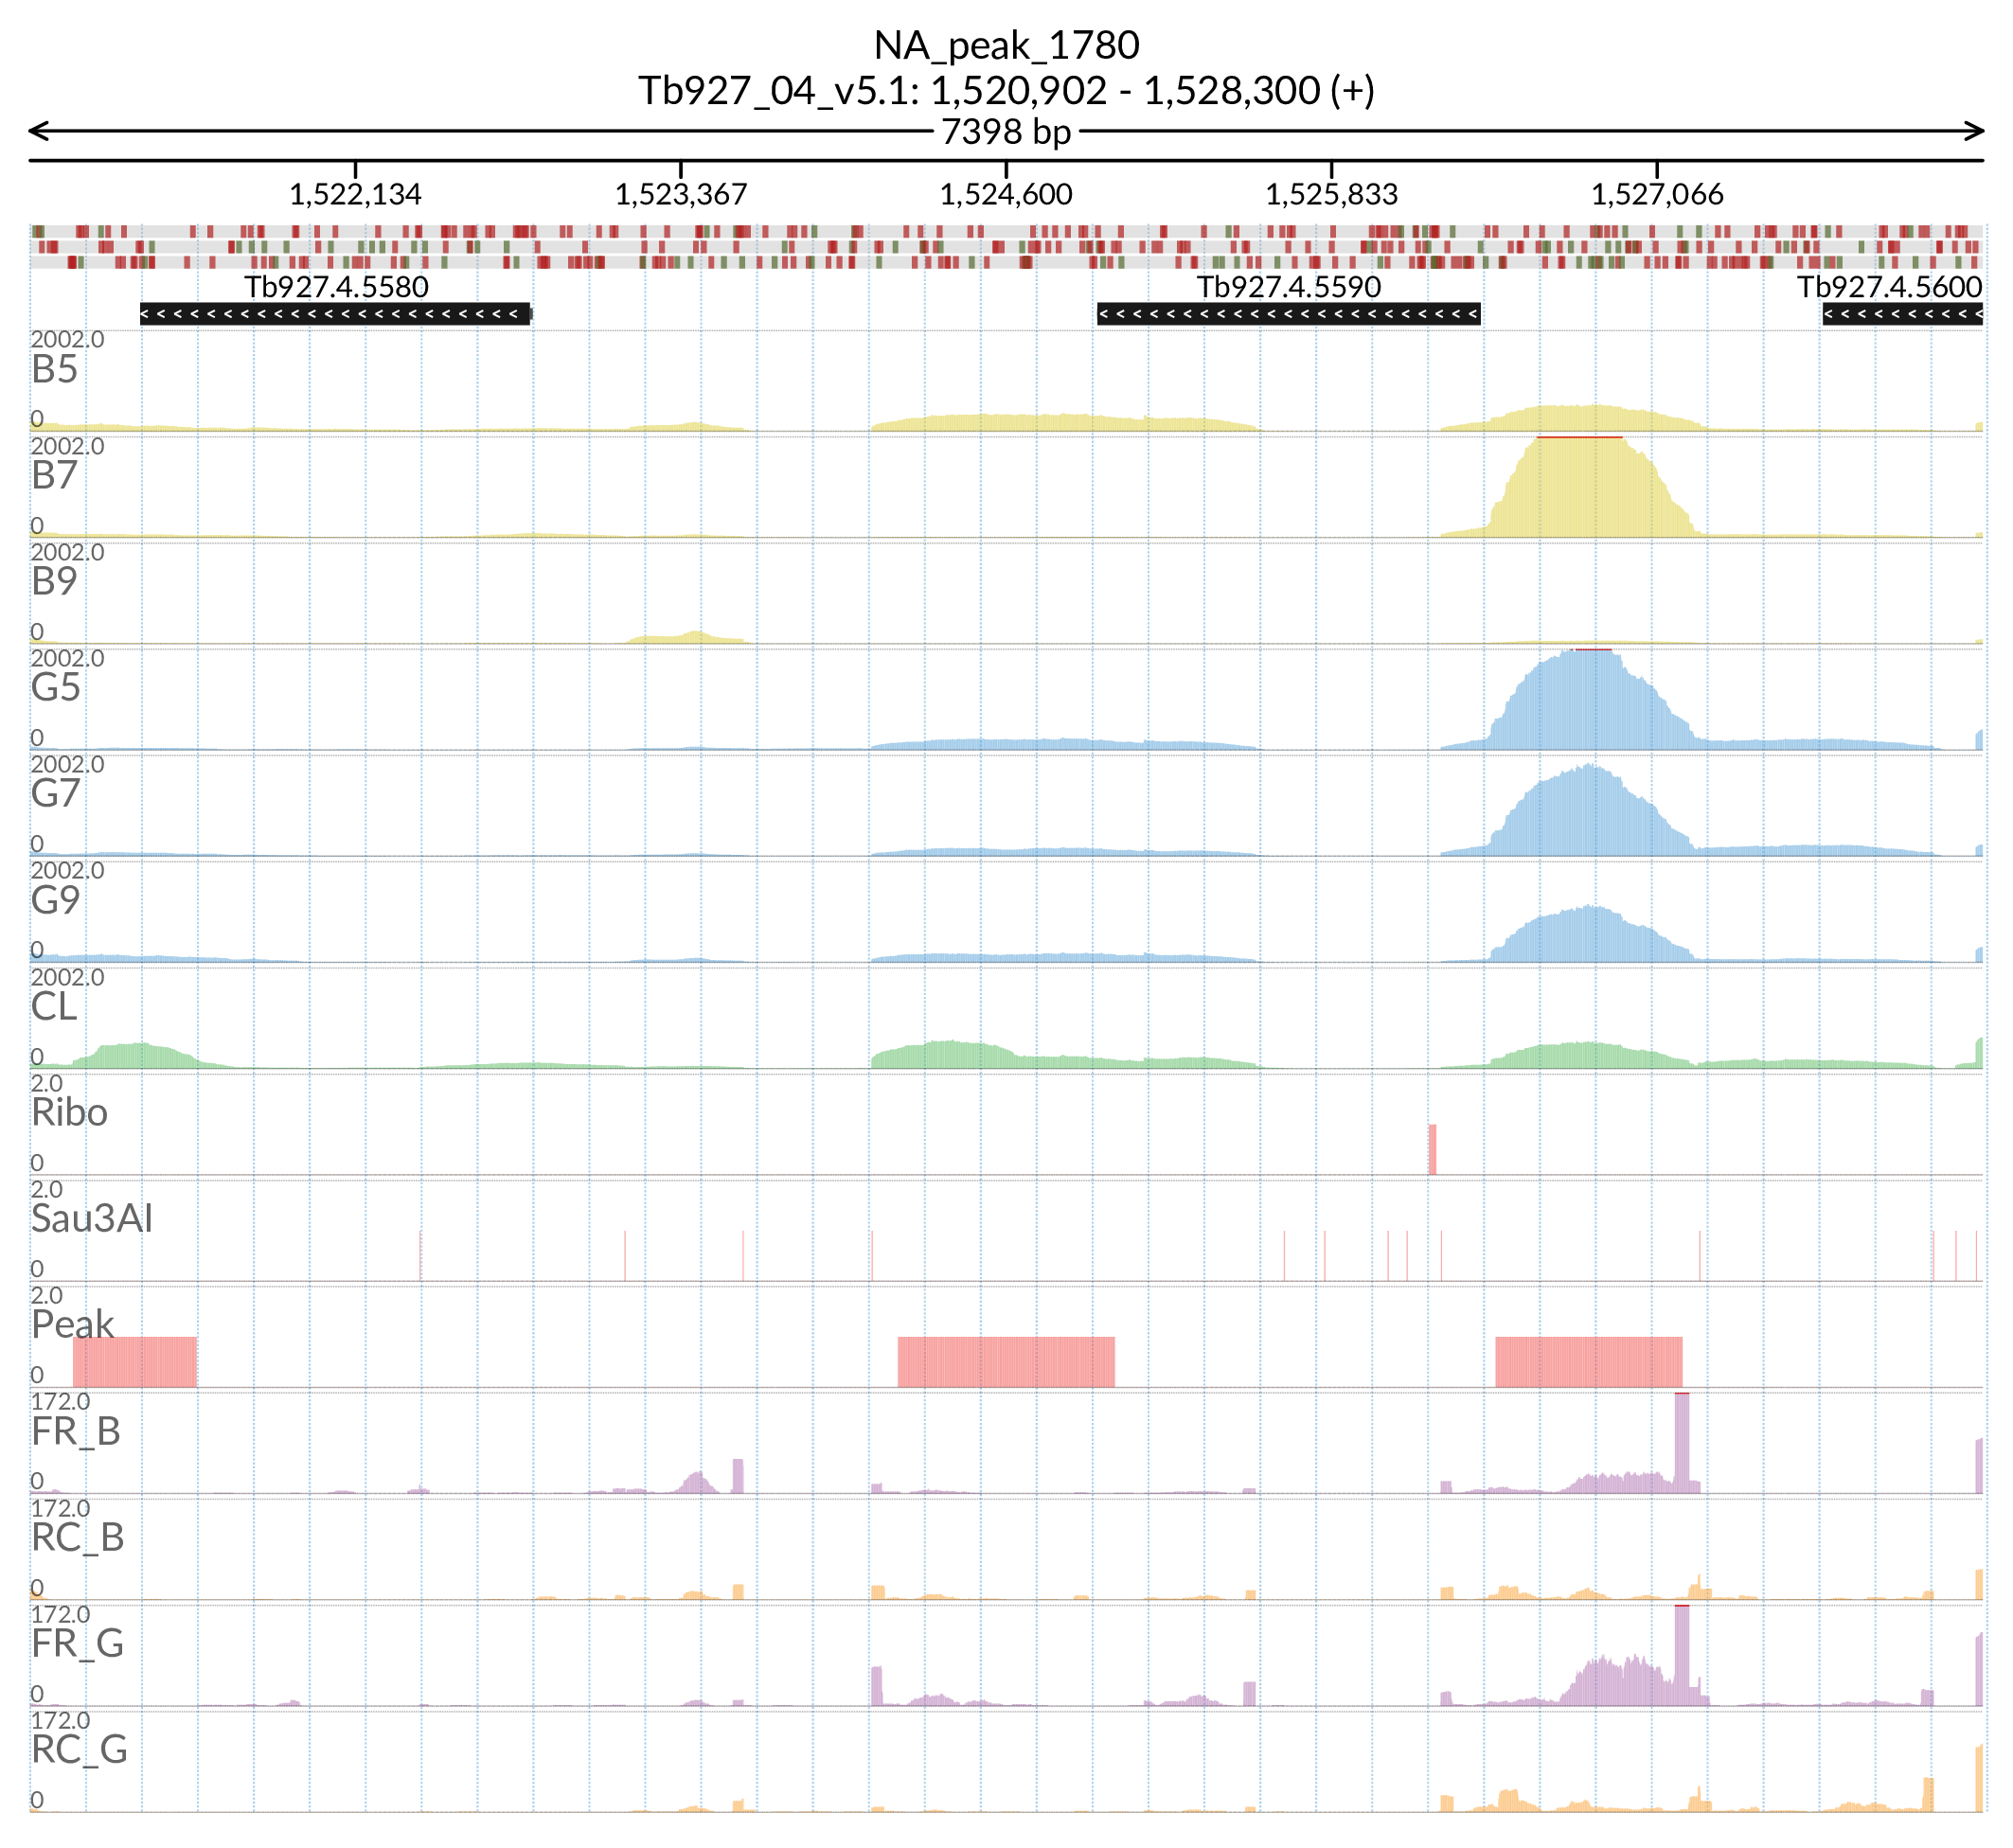 NA_peak_1780
Tb927_04_v5.1: 1,520,902 - 1,528,300 (+)
7398 bp
1,522,134 1,523,367 1,524,600 1,525,833 1,527,066
Tb927.4.5580 Tb927.4.5590 Tb927.4.5600
2002.0
B5
0
2002.0
B7
0
2002.0
B9
0
2002.0
G5
0
2002.0
G7
0
2002.0
G9
0
2002.0
CL
0
2.0
Ribo
0
2.0
Sau3AI
0
2.0
Peak
0
172.0
FR_B
0
172.0
RC_B
0
172.0
FR_G
0
172.0
RC_G
0